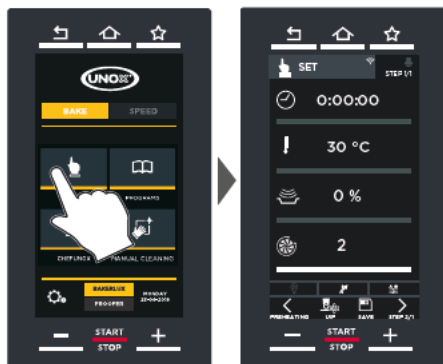 UNOX
BAKE SPEED
PROGRAMS
CHEFUNOX MANUAL CLEANING
BAKERLUX
PROOFER
MONDAY
START
STOP
SET
STEP 1/1
0:00:00
30 °C
0 %
2
PREHEATING UIP SAVE STEP 2/1
START
STOP